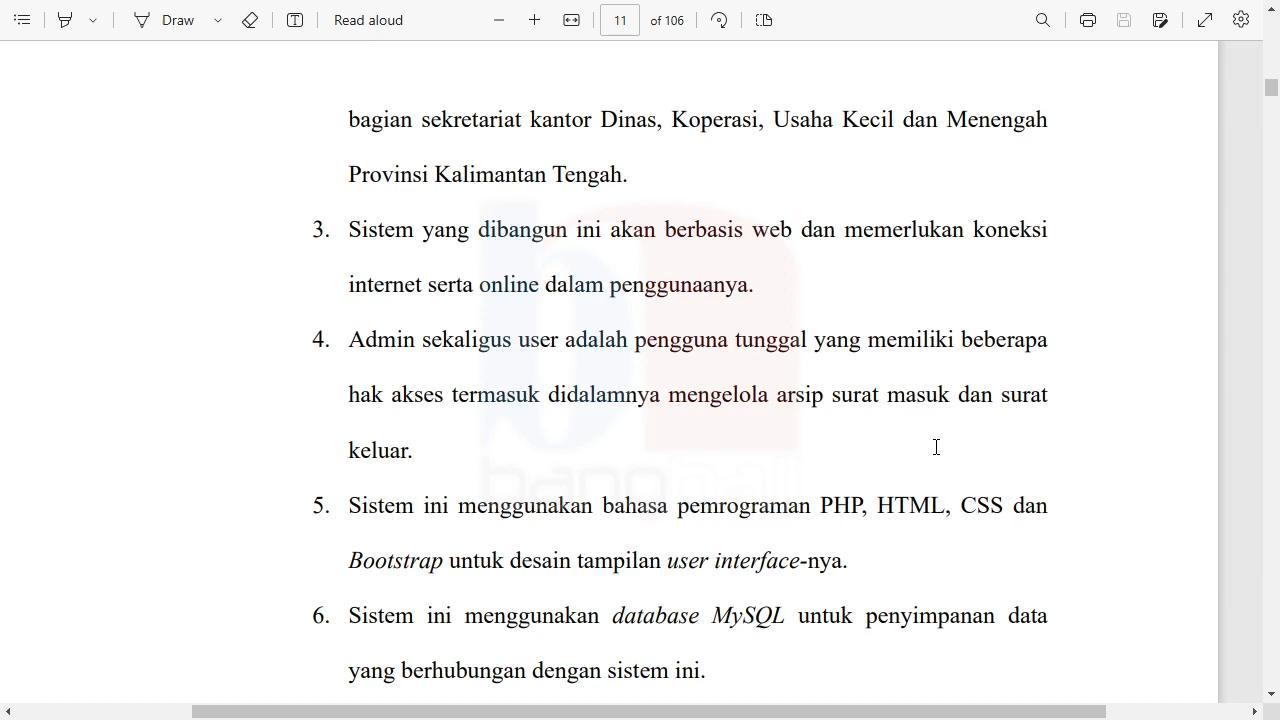 Draw
Read aloud
11 of 106
bagian sekretariat kantor Dinas, Koperasi, Usaha Kecil dan Menengah
Provinsi Kalimantan Tengah.
3. Sistem yang dibangun ini akan berbasis web dan memerlukan koneksi
internet serta online dalam penggunaanya.
4. Admin sekaligus user adalah pengguna tunggal yang memiliki beberapa
hak akses termasuk didalamnya mengelola arsip surat masuk dan surat
keluar.
5. Sistem ini menggunakan bahasa pemrograman PHP, HTML, CSS dan
Bootstrap untuk desain tampilan user interface-nya.
6. Sistem ini menggunakan database MySQL untuk penyimpanan data
yang berhubungan dengan sistem ini.